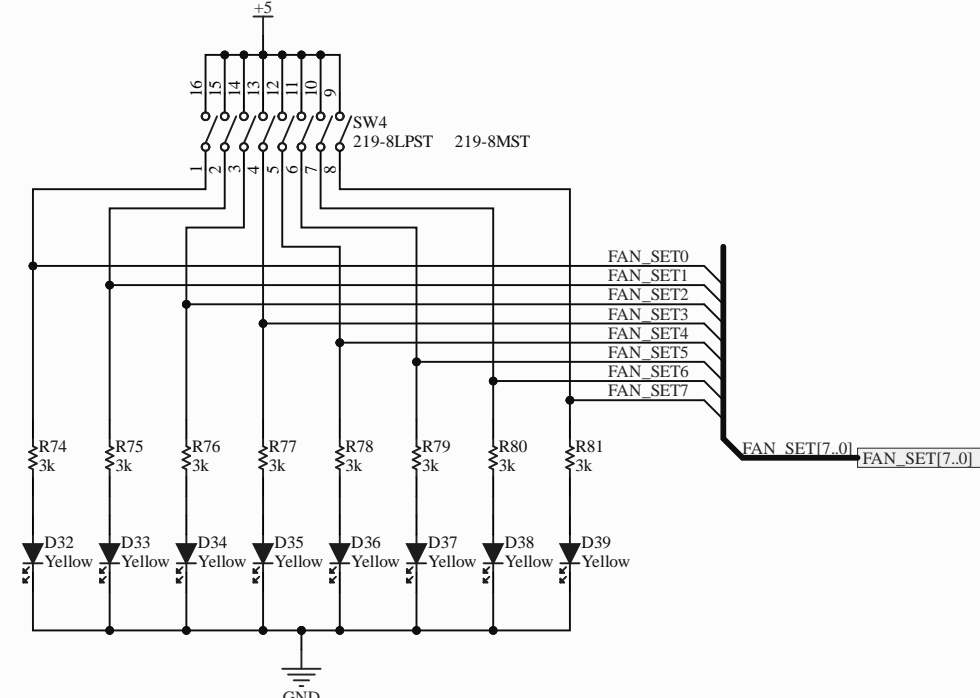 +5
16 15 14 13 12 11 10 9
SW4
219-8LPST 219-8MST
1 2 3 4 5 6 7 8
FAN_SET0
FAN_SET1
FAN_SET2
FAN_SET3
FAN_SET4
FAN_SET5
FAN_SET6
FAN_SET7
R74 R75 R76 R77 R78 R79 R80 R81
3k 3k 3k 3k 3k 3k 3k 3k
FAN_SET[7..0] FAN_SET[7..0]
D32 D33 D34 D35 D36 D37 D38 D39
Yellow Yellow Yellow Yellow Yellow Yellow Yellow Yellow
GND